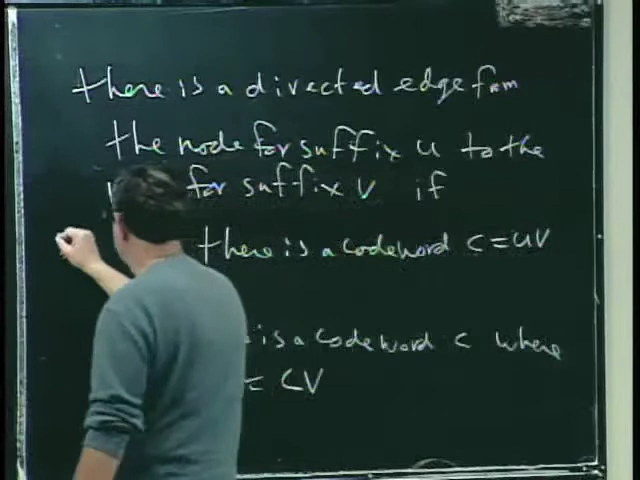 there is a directed edge from
the node for suffix u to the
for suffix v if
there is a codeword c=uv
is a codeword c where
= cv